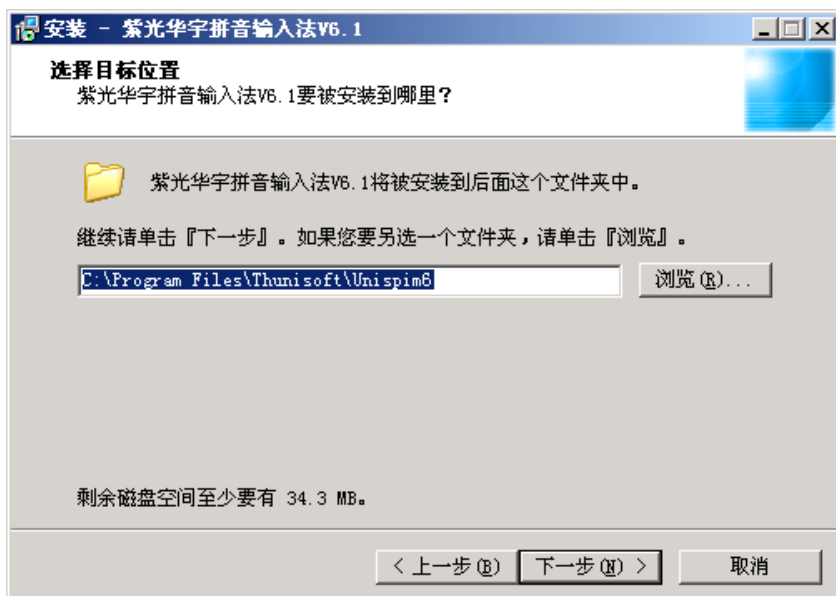 安装 - 紫光华宇拼音输入法V6.1
选择目标位置
紫光华宇拼音输入法V6.1要被安装到哪里?
紫光华宇拼音输入法V6.1将被安装到后面这个文件夹中。
继续请单击『下一步』。如果您要另选一个文件夹,请单击『浏览』。
C:\Program Files\Thunisoft\Unispim6
浏览(R)...
剩余磁盘空间至少要有 34.3 MB。
< 上一步(B) 下一步(N) > 取消